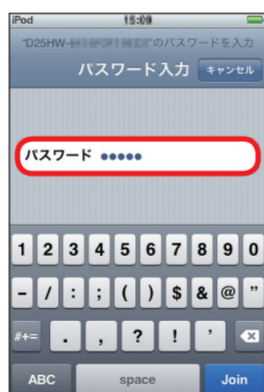 iPod 15:09
"D25HW-"のパスワードを入力
パスワード入力 キャンセル
パスワード ●●●●●
1 2 3 4 5 6 7 8 9 0
- / : ; ( ) $ & @ "
#+= . , ? ! '
ABC space Join